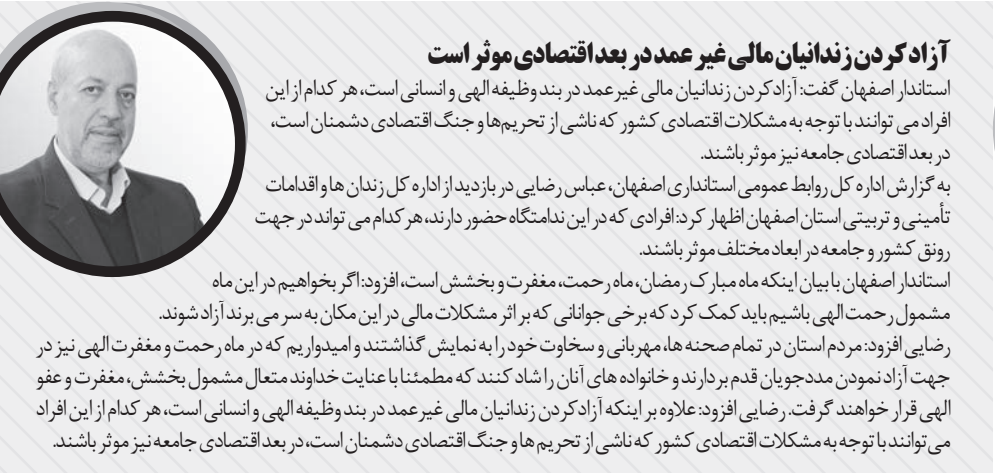 آزاد کردن زندانیان مالی غیر عمد در بعد اقتصادی موثر است
استاندار اصفهان گفت: آزاد کردن زندانیان مالی غیرعمد در بند وظیفه الهی و انسانی است، هر کدام از این
افراد می توانند با توجه به مشکلات اقتصادی کشور که ناشی از تحریم‌ها و جنگ اقتصادی دشمنان است،
در بعد اقتصادی جامعه نیز موثر باشند.
به گزارش اداره کل روابط عمومی استانداری اصفهان، عباس رضایی در بازدید از اداره کل زندان ها و اقدامات
تأمینی و تربیتی استان اصفهان اظهار کرد: افرادی که در این ندامتگاه حضور دارند، هر کدام می تواند در جهت
رونق کشور و جامعه در ابعاد مختلف موثر باشند.
استاندار اصفهان با بیان اینکه ماه مبارک رمضان، ماه رحمت، مغفرت و بخشش است، افزود: اگر بخواهیم در این ماه
مشمول رحمت الهی باشیم باید کمک کرد که برخی جوانانی که بر اثر مشکلات مالی در این مکان به سر می برند آزاد شوند.
رضایی افزود: مردم استان در تمام صحنه ها، مهربانی و سخاوت خود را به نمایش گذاشتند و امیدواریم که در ماه رحمت و مغفرت الهی نیز در
جهت آزاد نمودن مددجویان قدم بردارند و خانواده های آنان را شاد کنند که مطمئنا با عنایت خداوند متعال مشمول بخشش، مغفرت و عفو
الهی قرار خواهند گرفت. رضایی افزود: علاوه بر اینکه آزاد کردن زندانیان مالی غیرعمد در بند وظیفه الهی و انسانی است، هر کدام از این افراد
می توانند با توجه به مشکلات اقتصادی کشور که ناشی از تحریم ها و جنگ اقتصادی دشمنان است، در بعد اقتصادی جامعه نیز موثر باشند.